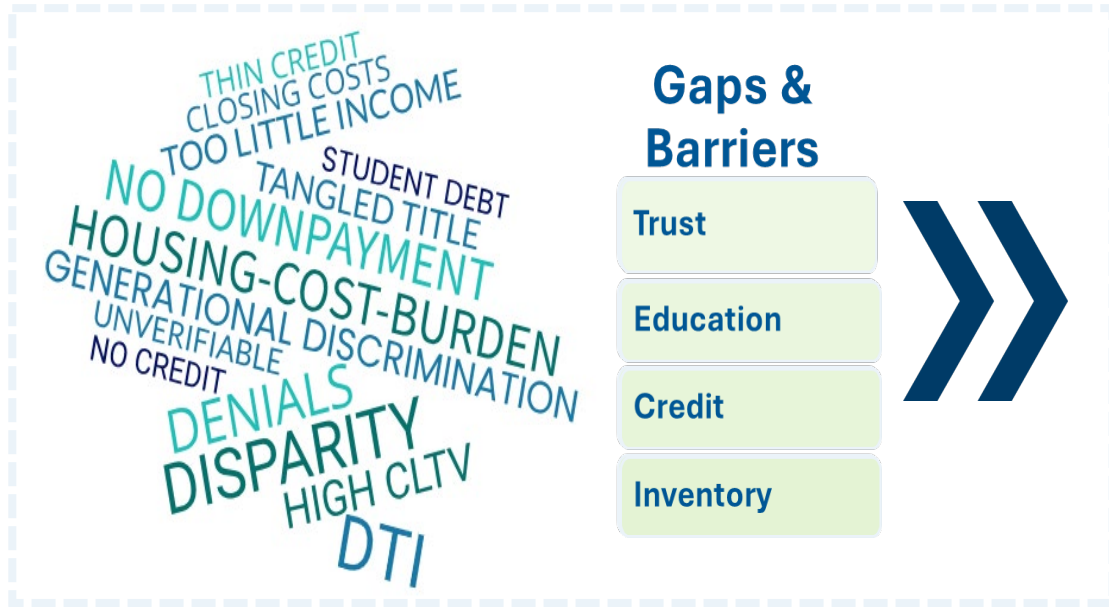 THIN CREDIT
CLOSING COSTS
TOO LITTLE INCOME
STUDENT DEBT
TANGLED TITLE
NO DOWNPAYMENT
HOUSING-COST-BURDEN
GENERATIONAL DISCRIMINATION
UNVERIFIABLE
NO CREDIT
DENIALS
DISPARITY
HIGH CLTV
DTI
Gaps &
Barriers
Trust
Education
Credit
Inventory